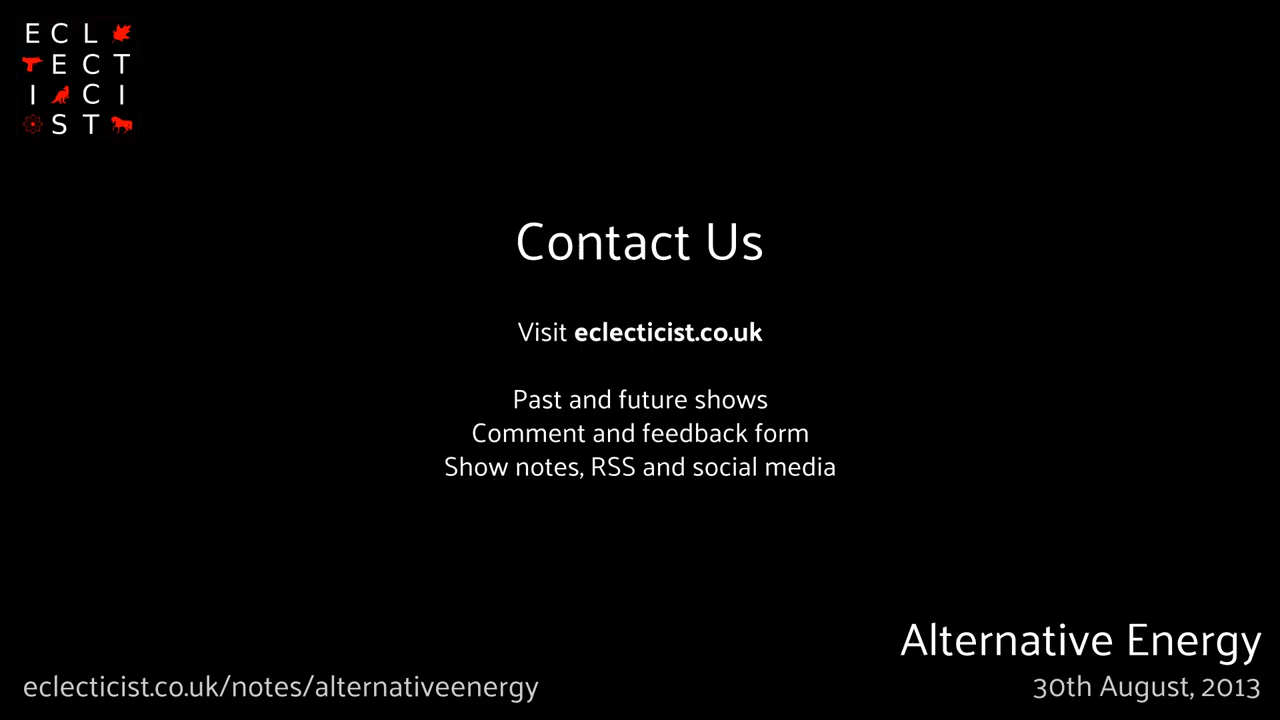 E C L
E C T
I C I
S T
Contact Us
Visit eclecticist.co.uk
Past and future shows
Comment and feedback form
Show notes, RSS and social media
Alternative Energy
eclecticist.co.uk/notes/alternativeenergy
30th August, 2013